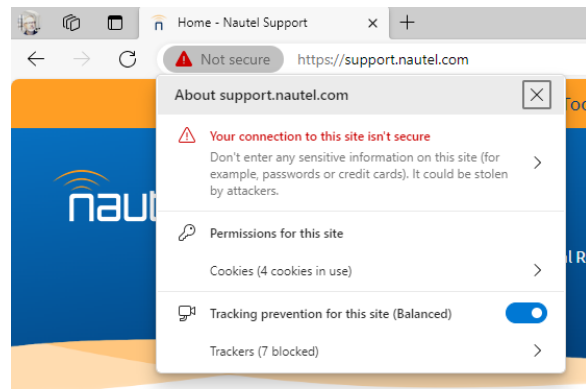 Home - Nautel Support
Not secure https://support.nautel.com
About support.nautel.com
Your connection to this site isn't secure
Don't enter any sensitive information on this site (for
example, passwords or credit cards). It could be stolen
by attackers.
Permissions for this site
Cookies (4 cookies in use)
Tracking prevention for this site (Balanced)
Trackers (7 blocked)